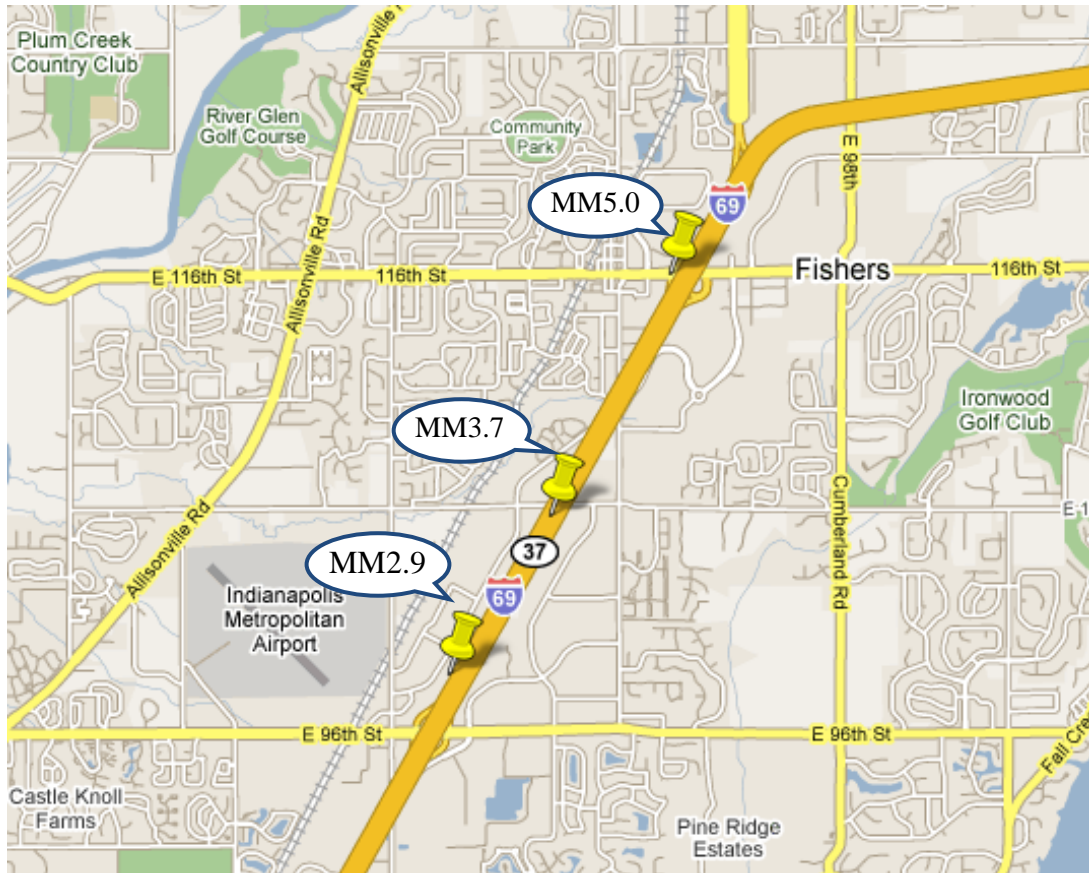 Plum Creek
Country Club
Allisonville Rd
River Glen
Golf Course
Community
Park
E 98th
69
MM5.0
E 116th St
116th St
Fishers
116th St
Allisonville Rd
Ironwood
Golf Club
MM3.7
Cumberland Rd
E 1
Allisonville Rd
37
MM2.9
69
Indianapolis
Metropolitan
Airport
E 96th St
E 96th St
Fall Cre
Castle Knoll
Farms
Pine Ridge
Estates